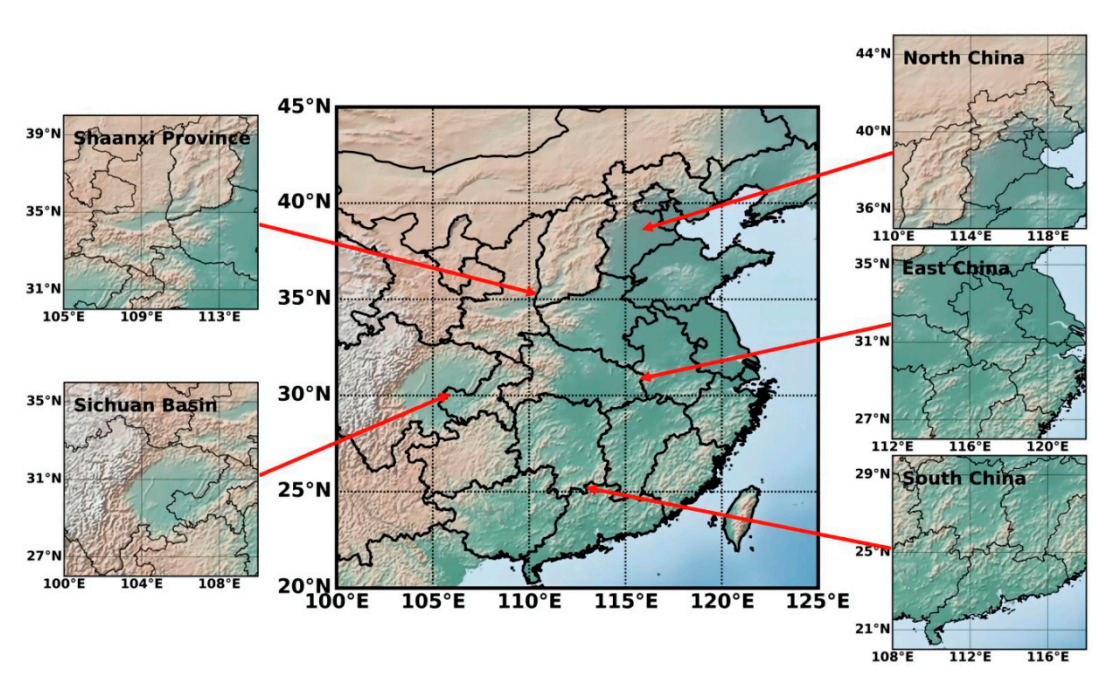 Shaanxi Province
39°N
35°N
31°N
105°E 109°E 113°E
Sichuan Basin
35°N
31°N
27°N
100°E 104°E 108°E
45°N
40°N
35°N
30°N
25°N
20°N
100°E 105°E 110°E 115°E 120°E 125°E
North China
44°N
40°N
36°N
110°E 114°E 118°E
East China
35°N
31°N
27°N
112°E 116°E 120°E
South China
29°N
25°N
21°N
108°E 112°E 116°E